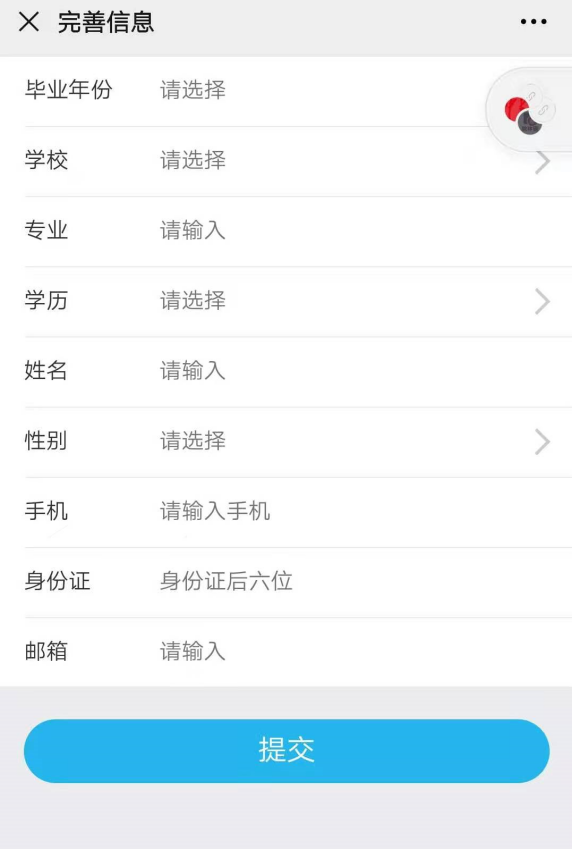 完善信息
毕业年份 请选择
学校 请选择
专业 请输入
学历 请选择
姓名 请输入
性别 请选择
手机 请输入手机
身份证 身份证后六位
邮箱 请输入
提交